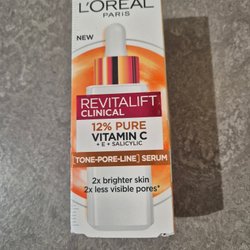 L'ORÉAL
PARIS
NEW
REVITALIFT
CLINICAL
12% PURE
VITAMIN C
+ E + SALICYLIC
[TONE-PORE-LINE] SERUM
2x brighter skin
2x less visible pores*